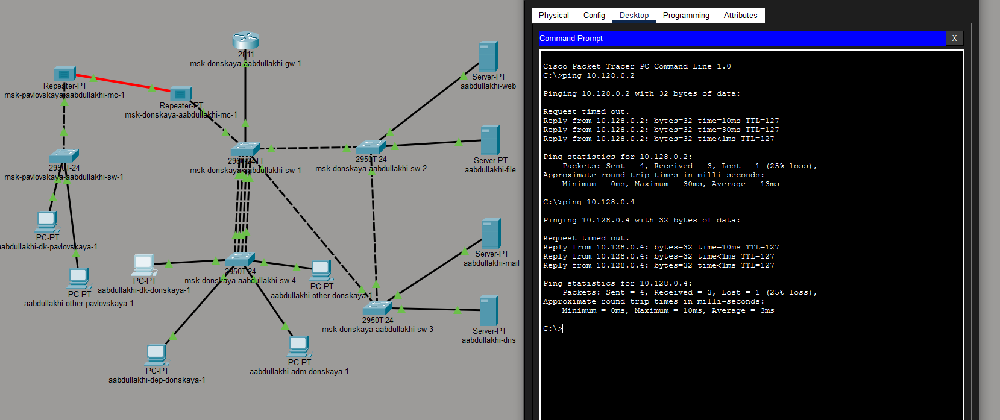 2811
msk-donskaya-aabdullakhi-gw-1
Repeater-PT
msk-pavlovskaya-aabdullakhi-mc-1
Repeater-PT
msk-donskaya-aabdullakhi-mc-1
Server-PT
aabdullakhi-web
2960-24TT
msk-donskaya-aabdullakhi-sw-1
2950T-24
msk-donskaya-aabdullakhi-sw-2
Server-PT
aabdullakhi-file
2950T-24
msk-pavlovskaya-aabdullakhi-sw-1
PC-PT
aabdullakhi-dk-pavlovskaya-1
PC-PT
aabdullakhi-other-pavlovskaya-1
PC-PT
aabdullakhi-dk-donskaya-1
2950T-24
msk-donskaya-aabdullakhi-sw-4
PC-PT
aabdullakhi-other-donskaya-1
Server-PT
aabdullakhi-mail
2950T-24
msk-donskaya-aabdullakhi-sw-3
Server-PT
aabdullakhi-dns
PC-PT
aabdullakhi-dep-donskaya-1
PC-PT
aabdullakhi-adm-donskaya-1
Physical Config Desktop Programming Attributes
Command Prompt X
Cisco Packet Tracer PC Command Line 1.0
C:\>ping 10.128.0.2
Pinging 10.128.0.2 with 32 bytes of data:
Request timed out.
Reply from 10.128.0.2: bytes=32 time=10ms TTL=127
Reply from 10.128.0.2: bytes=32 time=30ms TTL=127
Reply from 10.128.0.2: bytes=32 time<1ms TTL=127
Ping statistics for 10.128.0.2:
Packets: Sent = 4, Received = 3, Lost = 1 (25% loss),
Approximate round trip times in milli-seconds:
Minimum = 0ms, Maximum = 30ms, Average = 13ms
C:\>ping 10.128.0.4
Pinging 10.128.0.4 with 32 bytes of data:
Request timed out.
Reply from 10.128.0.4: bytes=32 time=10ms TTL=127
Reply from 10.128.0.4: bytes=32 time<1ms TTL=127
Reply from 10.128.0.4: bytes=32 time<1ms TTL=127
Ping statistics for 10.128.0.4:
Packets: Sent = 4, Received = 3, Lost = 1 (25% loss),
Approximate round trip times in milli-seconds:
Minimum = 0ms, Maximum = 10ms, Average = 3ms
C:\>